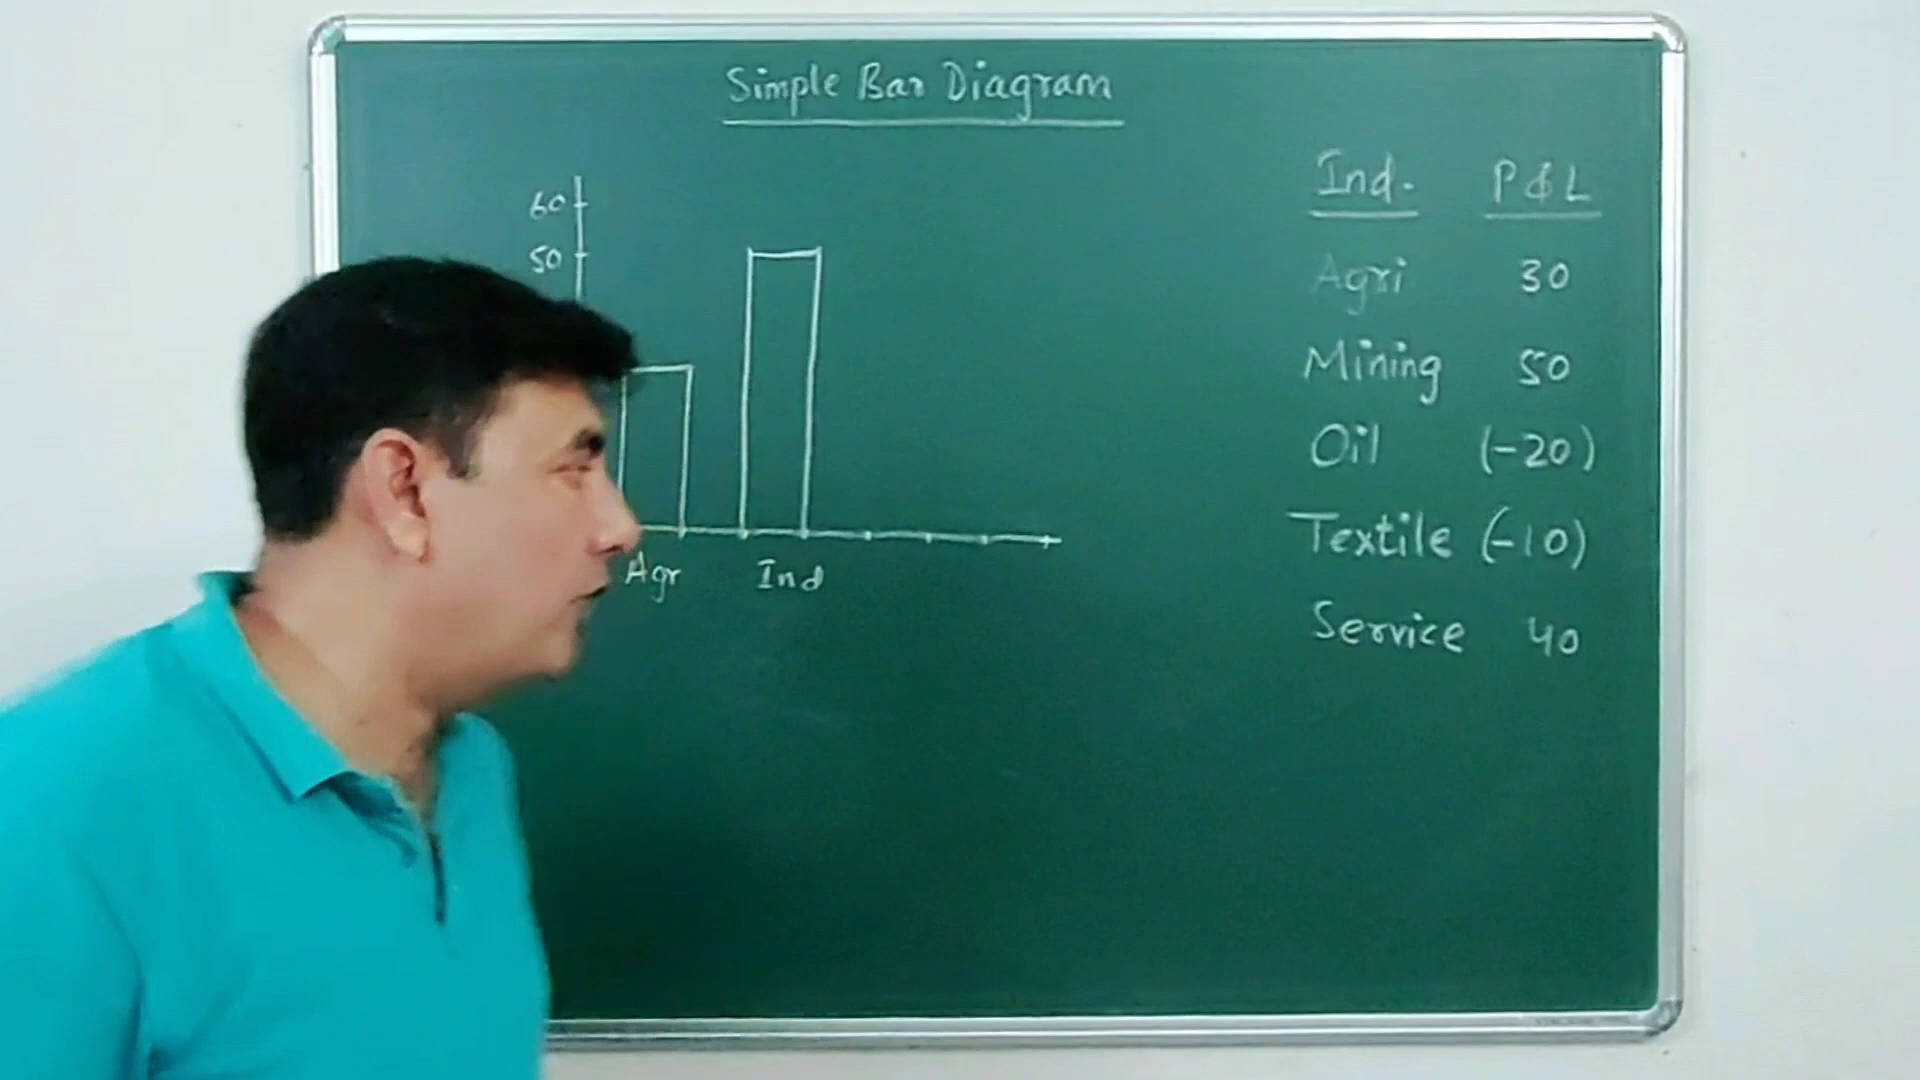 Simple Bar Diagram
60
50
Agr Ind
Ind. P & L
Agri 30
Mining 50
Oil (-20)
Textile (-10)
Service 40